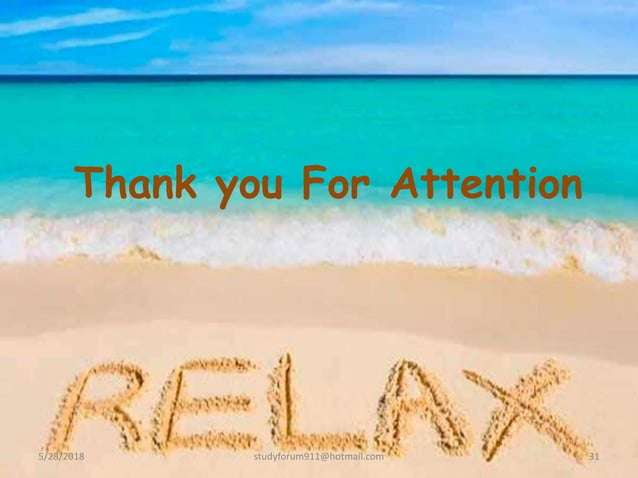 Thank you For Attention
RELAX
5/28/2018 studyforum911@hotmail.com 31